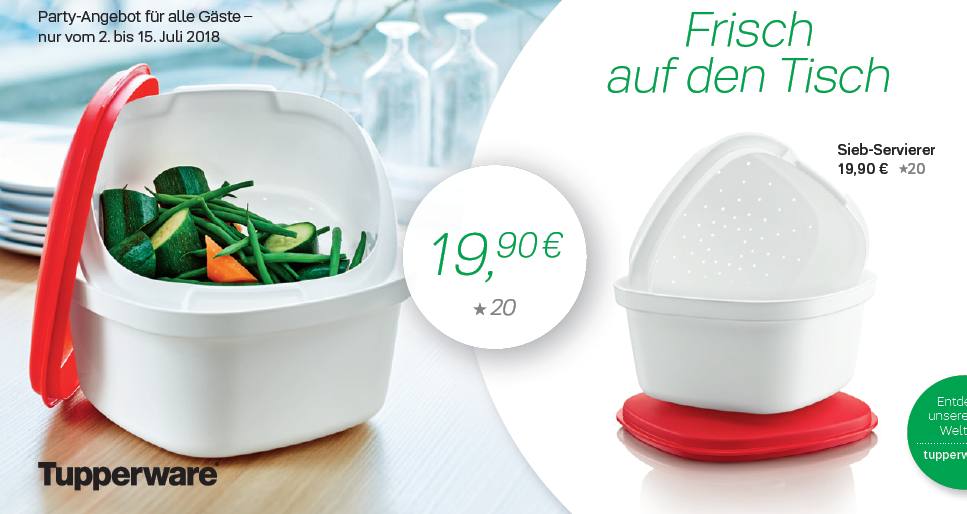 Party-Angebot für alle Gäste –
nur vom 2. bis 15. Juli 2018
Frisch
auf den Tisch
Sieb-Servierer
19,90 € ★20
19,90 €
★ 20
Tupperware